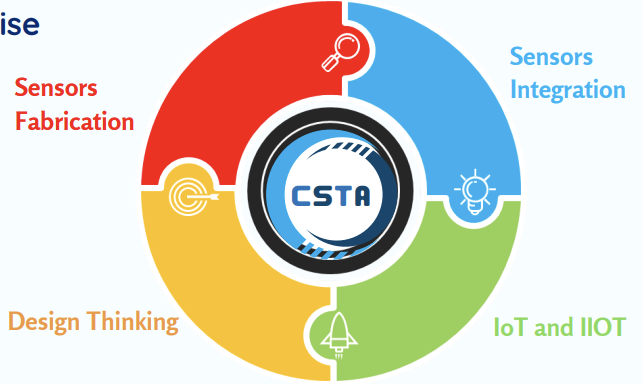 ise
Sensors
Fabrication
Sensors
Integration
CSTA
Design Thinking
IoT and IIOT